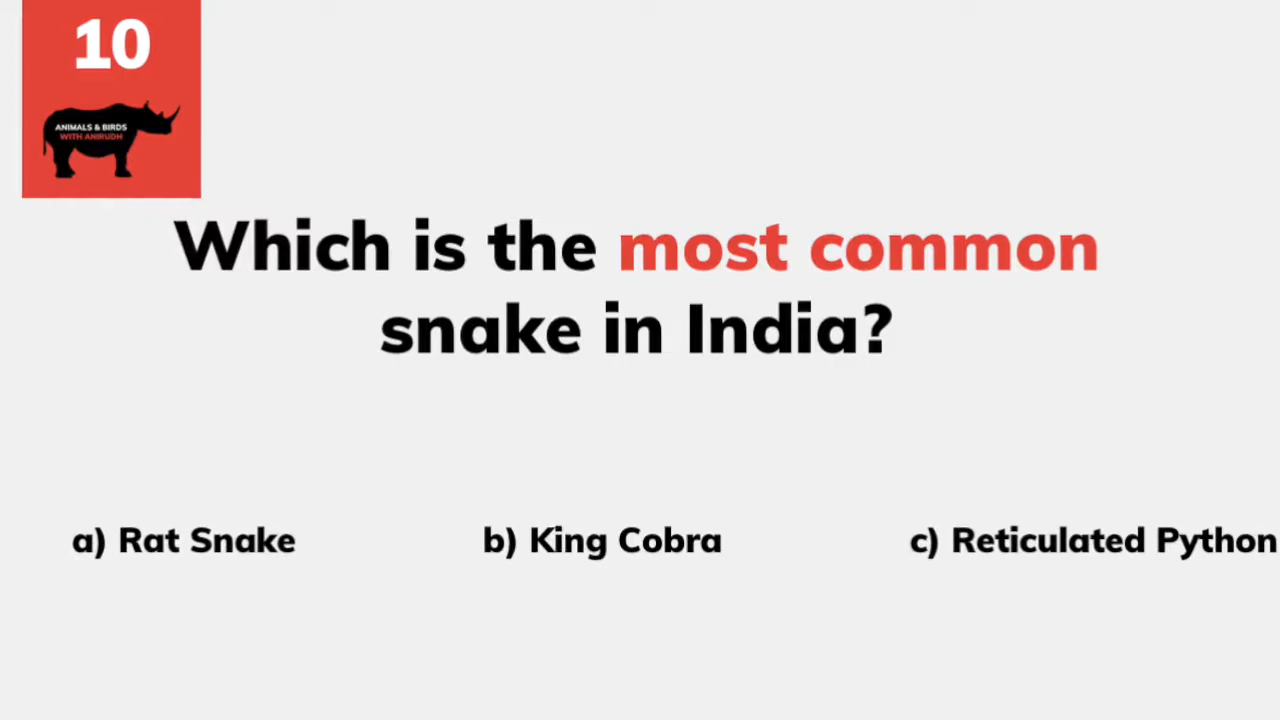 10
ANIMALS & BIRDS
WITH ANIRUDH
Which is the most common
snake in India?
a) Rat Snake b) King Cobra c) Reticulated Python